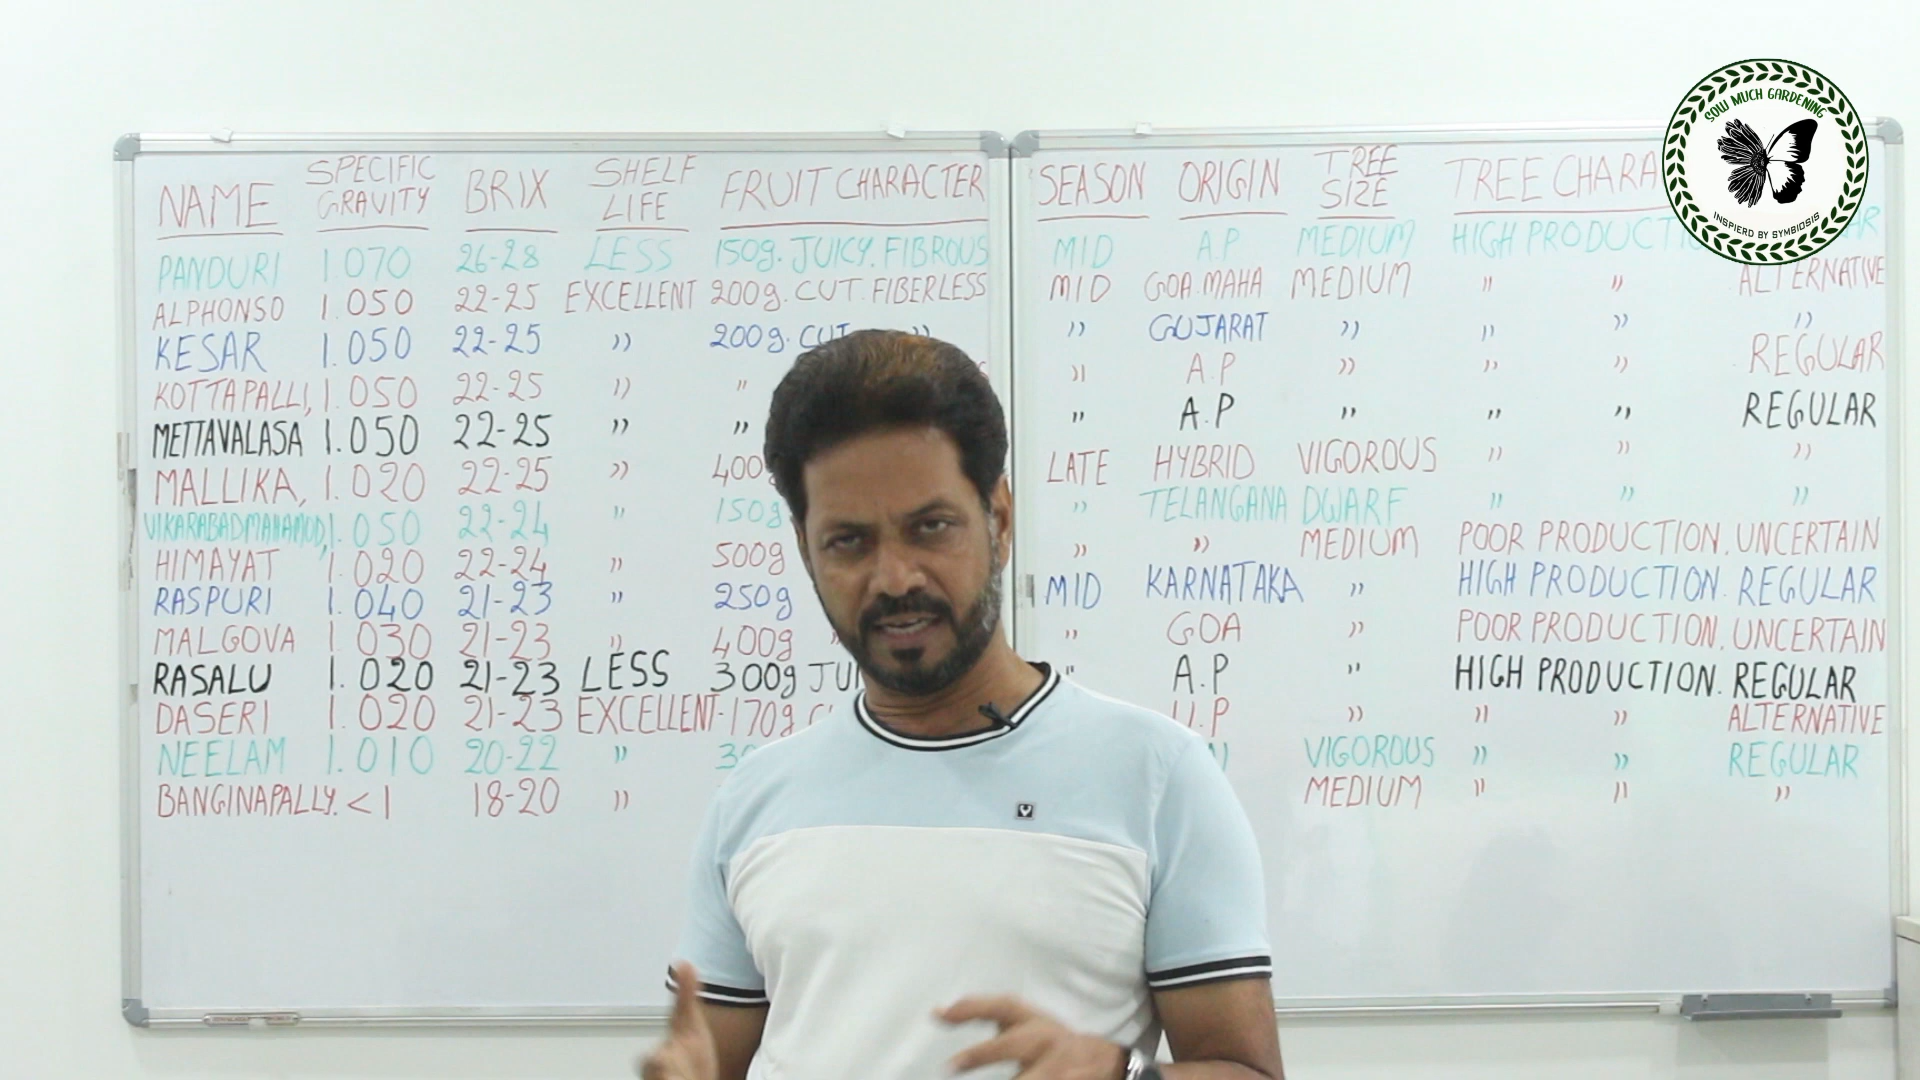 SOW MUCH GARDENING
INSPIERD BY SYMBIOSIS
NAME SPECIFIC GRAVITY BRIX SHELF LIFE FRUIT CHARACTER SEASON ORIGIN TREE SIZE TREE CHARA
PANDURI 1.070 26-28 LESS 150g. JUICY. FIBROUS MID A.P MEDIUM HIGH PRODUCTI AR
ALPHONSO 1.050 22-25 EXCELLENT 200g. CUT. FIBERLESS MID GOA.MAHA MEDIUM " " ALTERNATIVE
KESAR 1.050 22-25 " 200g. CUT " " GUJARAT " " " "
KOTTAPALLI, 1.050 22-25 " " " A.P " " " REGULAR
METTAVALASA 1.050 22-25 " " " A.P " " " REGULAR
MALLIKA, 1.020 22-25 " 400 LATE HYBRID VIGOROUS " " "
VIKARABADMAHAMOD, 1.050 22-24 " 150g " TELANGANA DWARF " " "
HIMAYAT 1.020 22-24 " 500g " " MEDIUM POOR PRODUCTION. UNCERTAIN
RASPURI 1.040 21-23 " 250g MID KARNATAKA " HIGH PRODUCTION. REGULAR
MALGOVA 1.030 21-23 " 400g " " GOA " POOR PRODUCTION. UNCERTAIN
RASALU 1.020 21-23 LESS 300g JUI " A.P " HIGH PRODUCTION. REGULAR
DASERI 1.020 21-23 EXCELLENT-170g U.P " " " ALTERNATIVE
NEELAM 1.010 20-22 " 30 VIGOROUS " " REGULAR
BANGINAPALLY. <1 18-20 " MEDIUM " " "